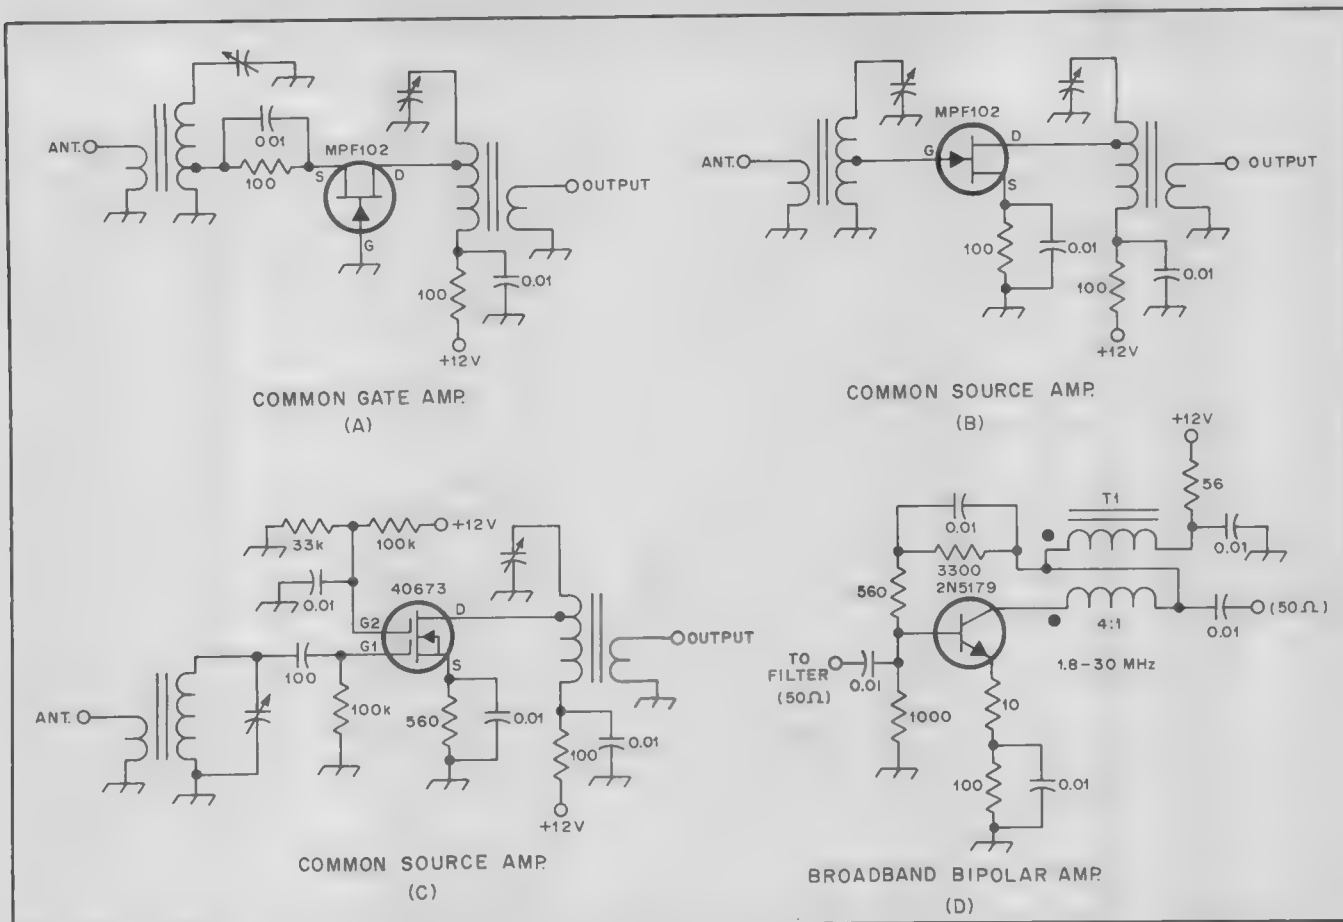 ANT.
0.01
100
MPF102
S
D
G
OUTPUT
100
0.01
+12V
COMMON GATE AMP.
(A)
ANT.
MPF102
G
D
S
100
0.01
OUTPUT
100
0.01
+12V
COMMON SOURCE AMP.
(B)
33k
100k
+12V
0.01
40673
G2
G1
D
S
ANT.
100
100k
560
0.01
OUTPUT
100
0.01
+12V
COMMON SOURCE AMP.
(C)
+12V
56
T1
0.01
0.01
3300
2N5179
560
4:1
0.01
(50Ω)
1.8-30 MHz
TO
FILTER
(50Ω)
0.01
1000
10
100
0.01
BROADBAND BIPOLAR AMP.
(D)